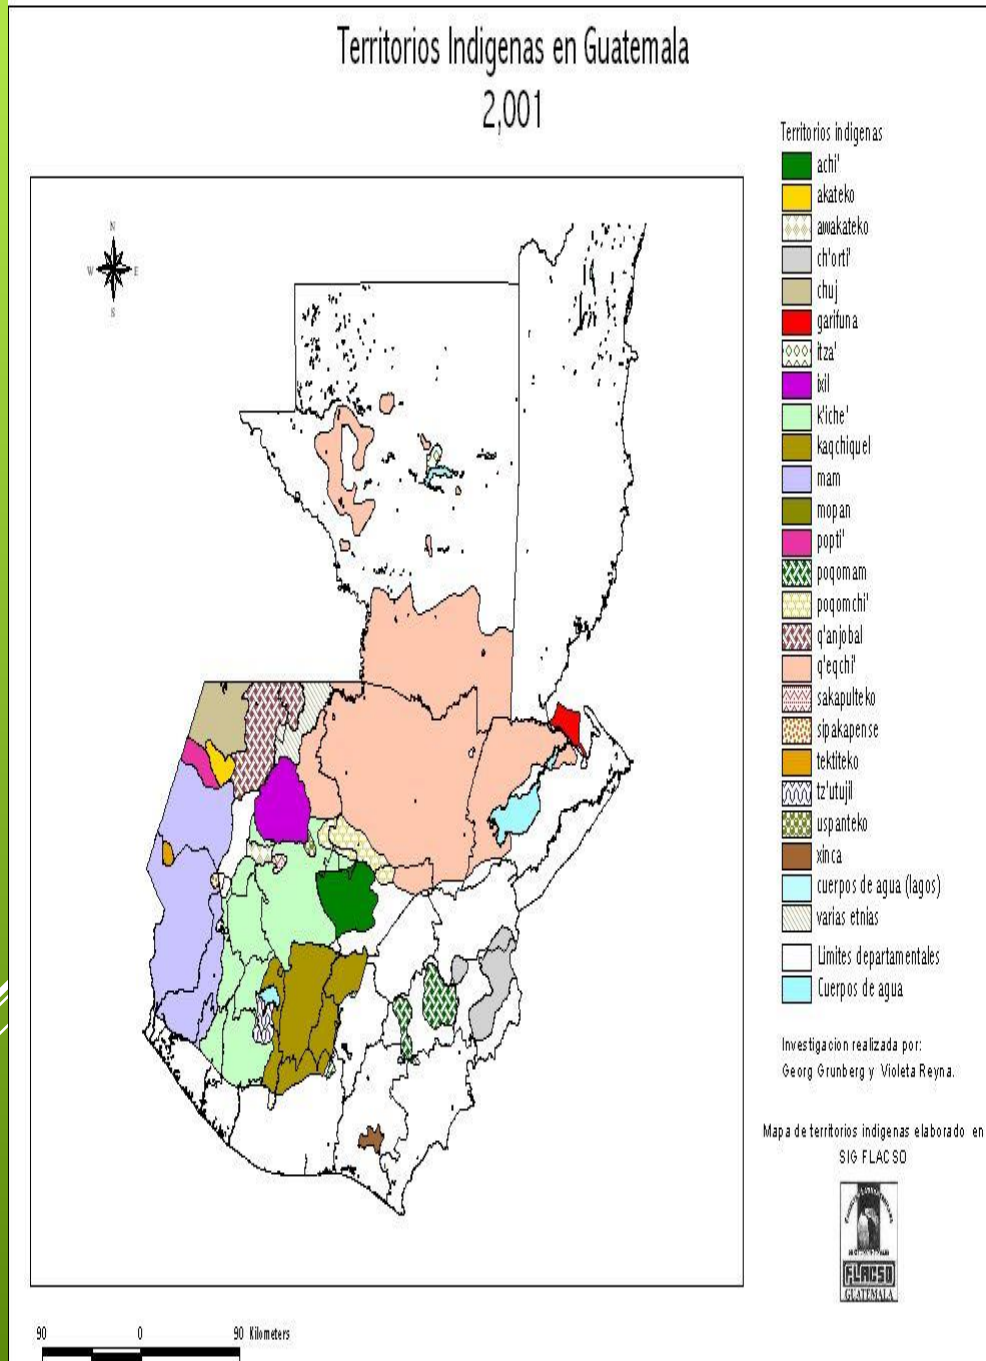 Territorios Indigenas en Guatemala
2,001
Territorios indigenas
achi'
akateko
awakateko
ch'orti'
chuj
garifuna
itza'
ixil
k'iche'
kaqchiquel
mam
mopan
popti'
poqomam
poqomchi'
q'anjobal
q'eqchi'
sakapulteko
sipakapense
tektiteko
tz'utujil
uspanteko
xinca
cuerpos de agua (lagos)
varias etnias
Limites departamentales
Cuerpos de agua
N
W E
S
Investigacion realizada por:
Georg Grunberg y Violeta Reyna.
Mapa de territorios indigenas elaborado en
SIG FLACSO
FLACSO
GUATEMALA
90 0 90 Kilometers